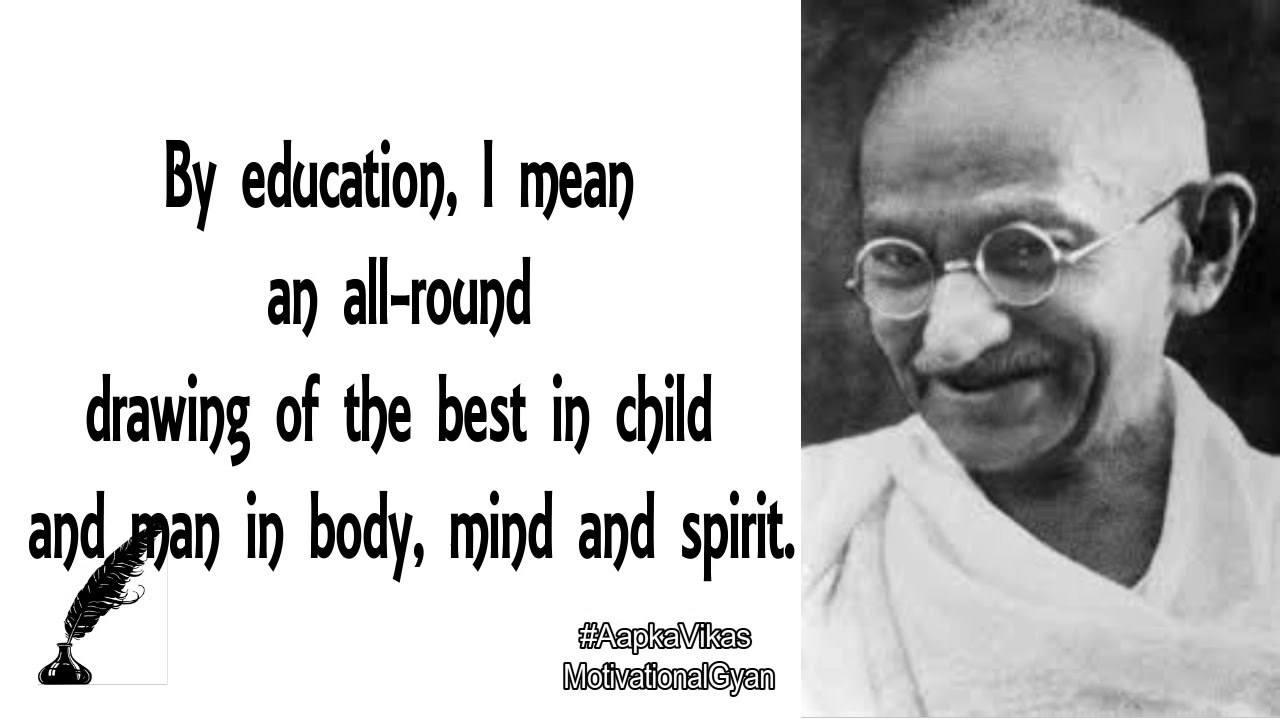 By education, I mean
an all-round
drawing of the best in child
and man in body, mind and spirit.
#AapkaVikas
MotivationalGyan